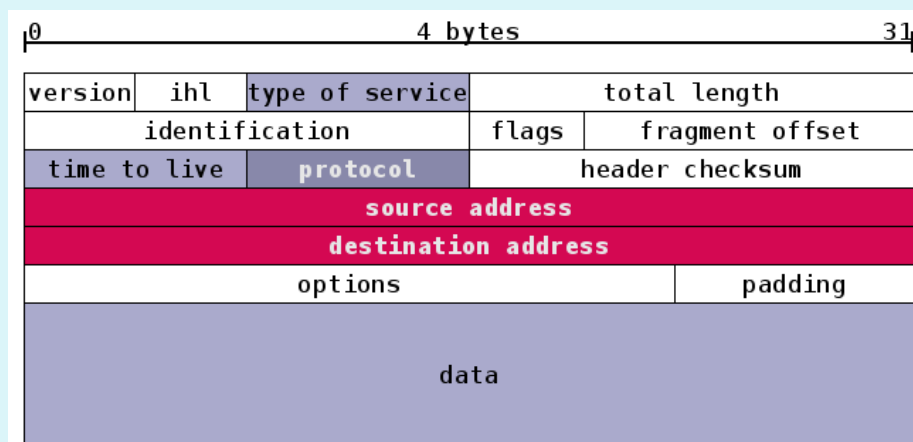 0 4 bytes 31
version ihl type of service total length
identification flags fragment offset
time to live protocol header checksum
source address
destination address
options padding
data